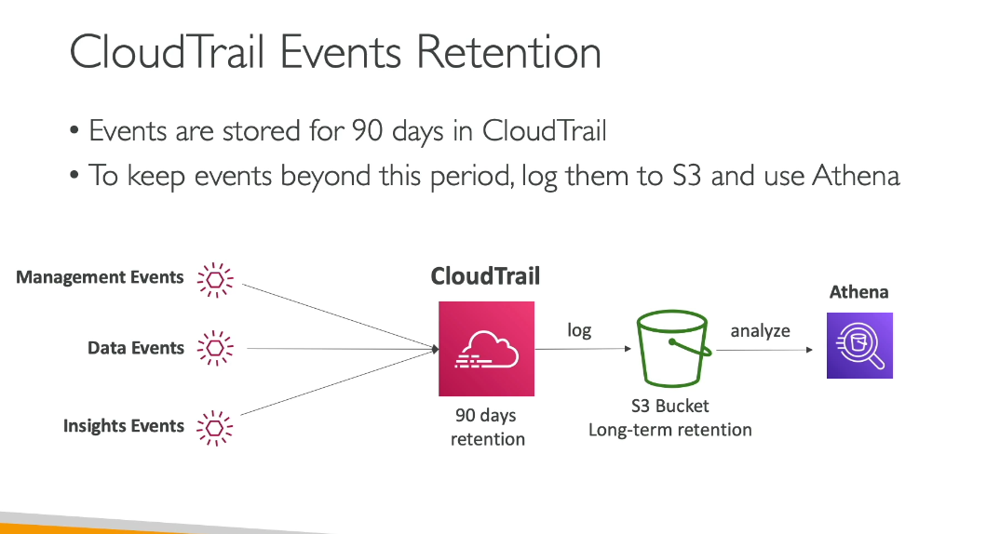 CloudTrail Events Retention
• Events are stored for 90 days in CloudTrail
• To keep events beyond this period, log them to S3 and use Athena
Management Events
Data Events
Insights Events
CloudTrail
90 days
retention
log
S3 Bucket
Long-term retention
analyze
Athena